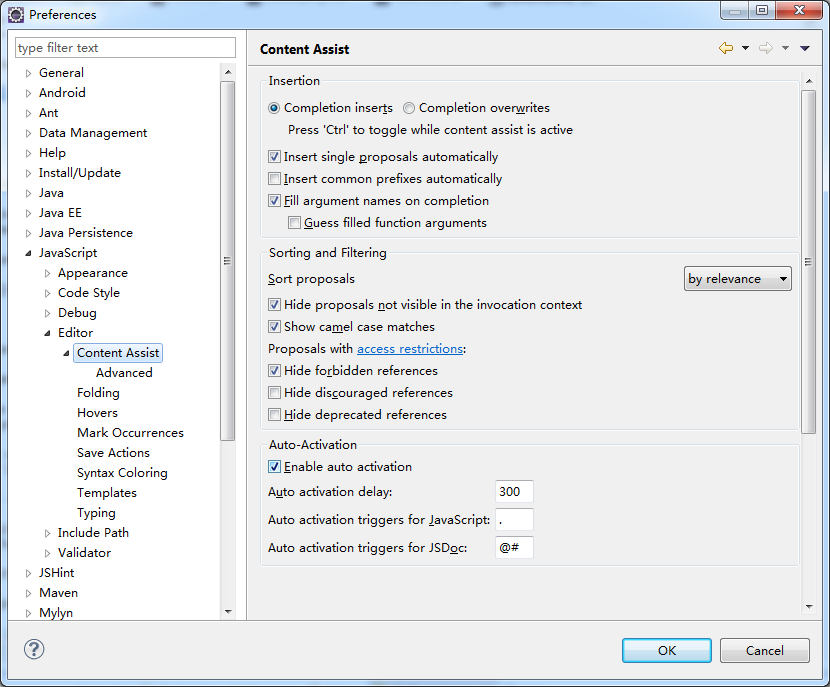 Preferences
type filter text
General
Android
Ant
Data Management
Help
Install/Update
Java
Java EE
Java Persistence
JavaScript
Appearance
Code Style
Debug
Editor
Content Assist
Advanced
Folding
Hovers
Mark Occurrences
Save Actions
Syntax Coloring
Templates
Typing
Include Path
Validator
JSHint
Maven
Mylyn
Content Assist
Insertion
Completion inserts Completion overwrites
Press 'Ctrl' to toggle while content assist is active
Insert single proposals automatically
Insert common prefixes automatically
Fill argument names on completion
Guess filled function arguments
Sorting and Filtering
Sort proposals by relevance
Hide proposals not visible in the invocation context
Show camel case matches
Proposals with access restrictions:
Hide forbidden references
Hide discouraged references
Hide deprecated references
Auto-Activation
Enable auto activation
Auto activation delay: 300
Auto activation triggers for JavaScript: .
Auto activation triggers for JSDoc: @#
? OK Cancel